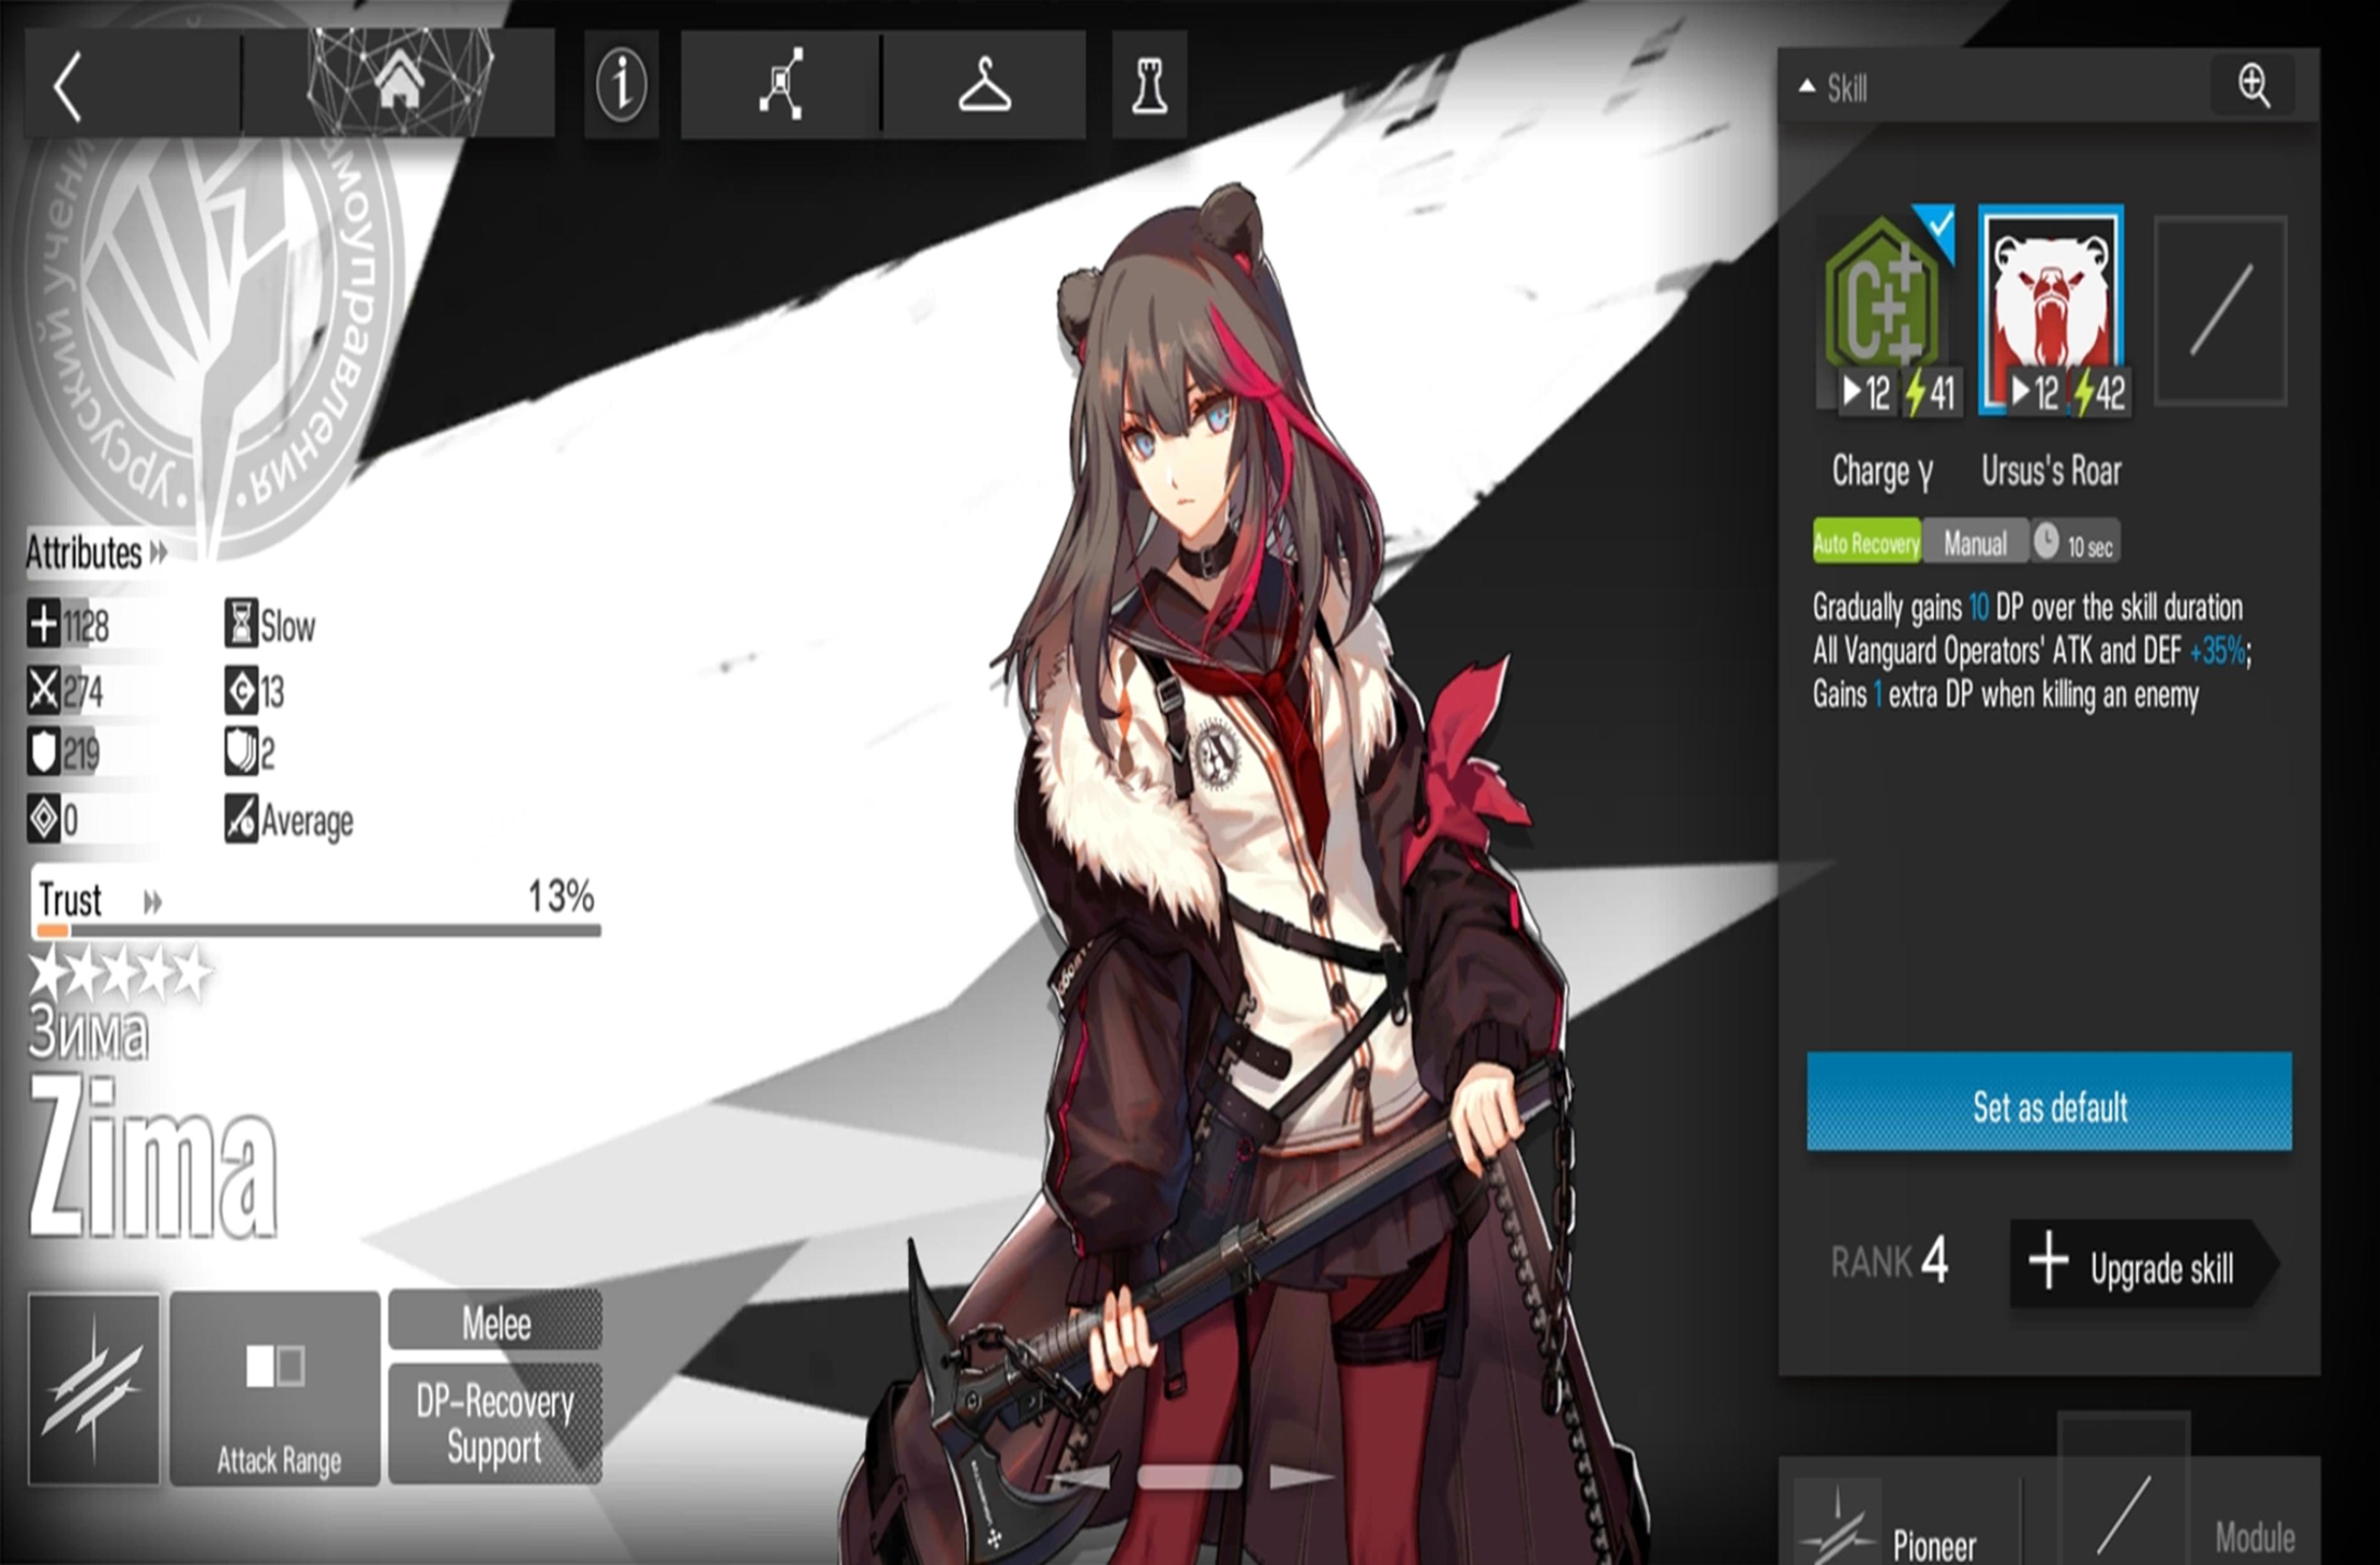 Skill
урсуский учени
моуправления
12
41
12
42
Charge γ
Ursus's Roar
Auto Recovery
Manual
10 sec
Gradually gains 10 DP over the skill duration
All Vanguard Operators' ATK and DEF +35%;
Gains 1 extra DP when killing an enemy
Attributes
1128
Slow
274
13
219
2
0
Average
Trust
13%
Зима
Zima
Melee
DP-Recovery
Support
Attack Range
Set as default
RANK 4
Upgrade skill
Pioneer
Module